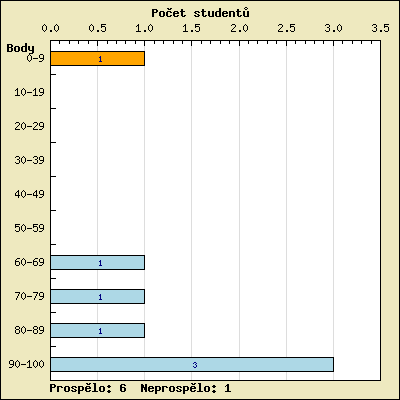 Počet studentů
0.0 0.5 1.0 1.5 2.0 2.5 3.0 3.5
Body
0-9 1
10-19
20-29
30-39
40-49
50-59
60-69 1
70-79 1
80-89 1
90-100 3
Prospělo: 6 Neprospělo: 1